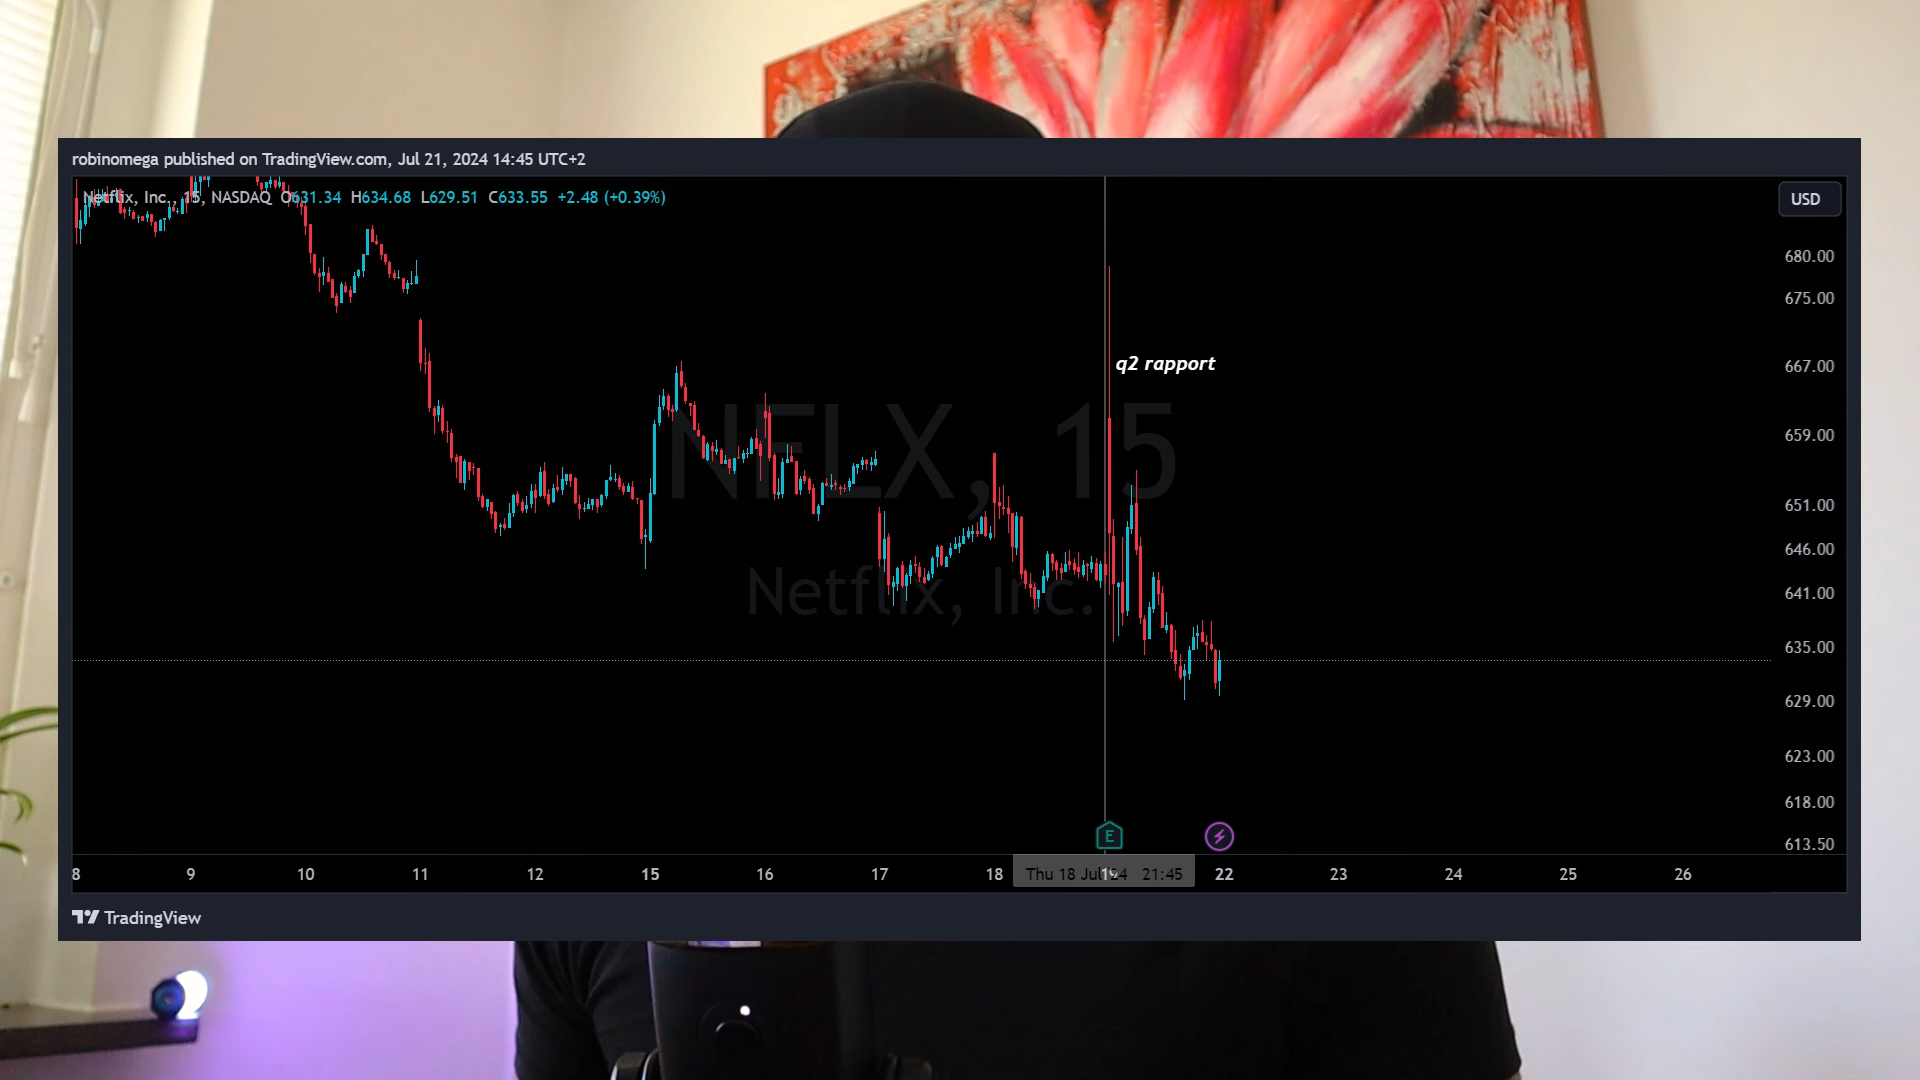 robinomega published on TradingView.com, Jul 21, 2024 14:45 UTC+2
Netflix, Inc., 15, NASDAQ O631.34 H634.68 L629.51 C633.55 +2.48 (+0.39%)
USD
680.00
675.00
q2 rapport
667.00
NFLX, 15
659.00
651.00
646.00
Netflix, Inc.
641.00
635.00
629.00
623.00
618.00
E
613.50
8 9 10 11 12 15 16 17 18 19 22 23 24 25 26
Thu 18 Jul '24 21:45
TradingView